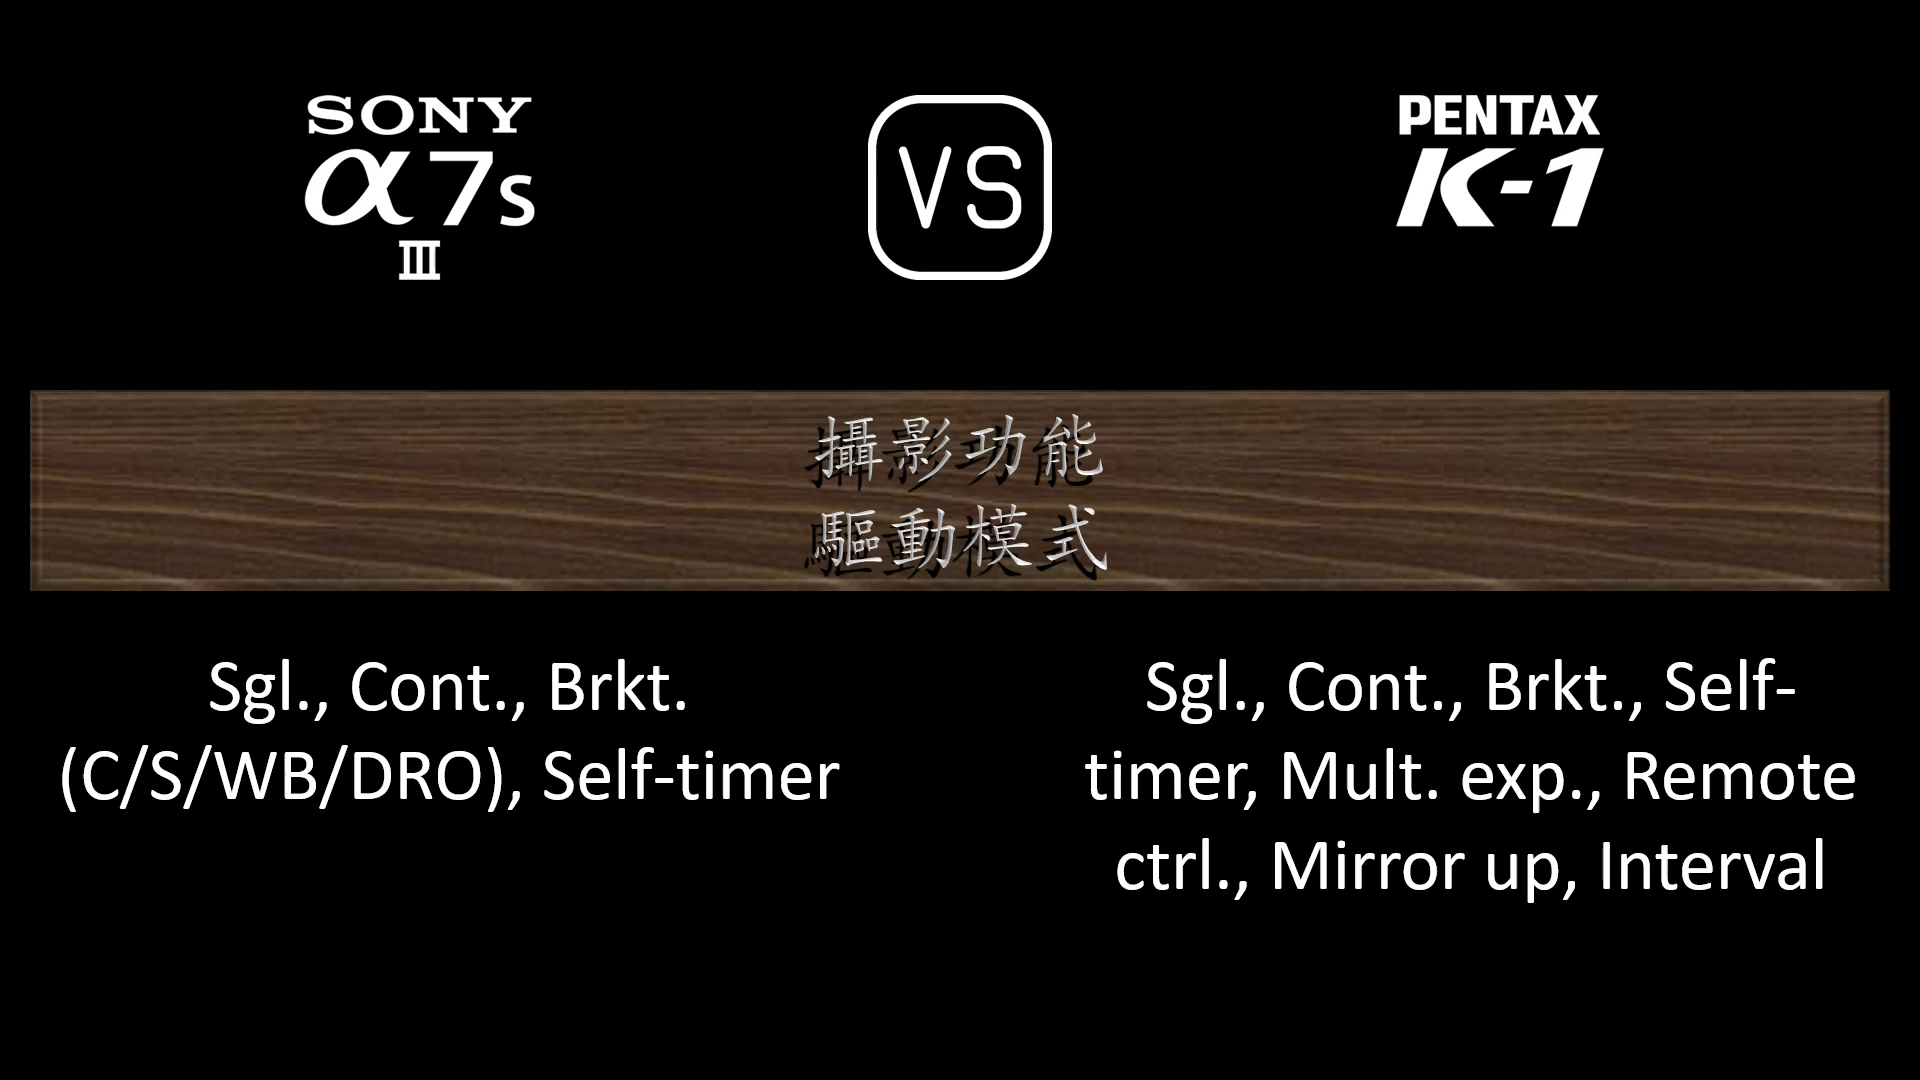 SONY
α7s
III
VS
PENTAX
K-1
攝影功能
驅動模式
Sgl., Cont., Brkt.
(C/S/WB/DRO), Self-timer
Sgl., Cont., Brkt., Self-
timer, Mult. exp., Remote
ctrl., Mirror up, Interval